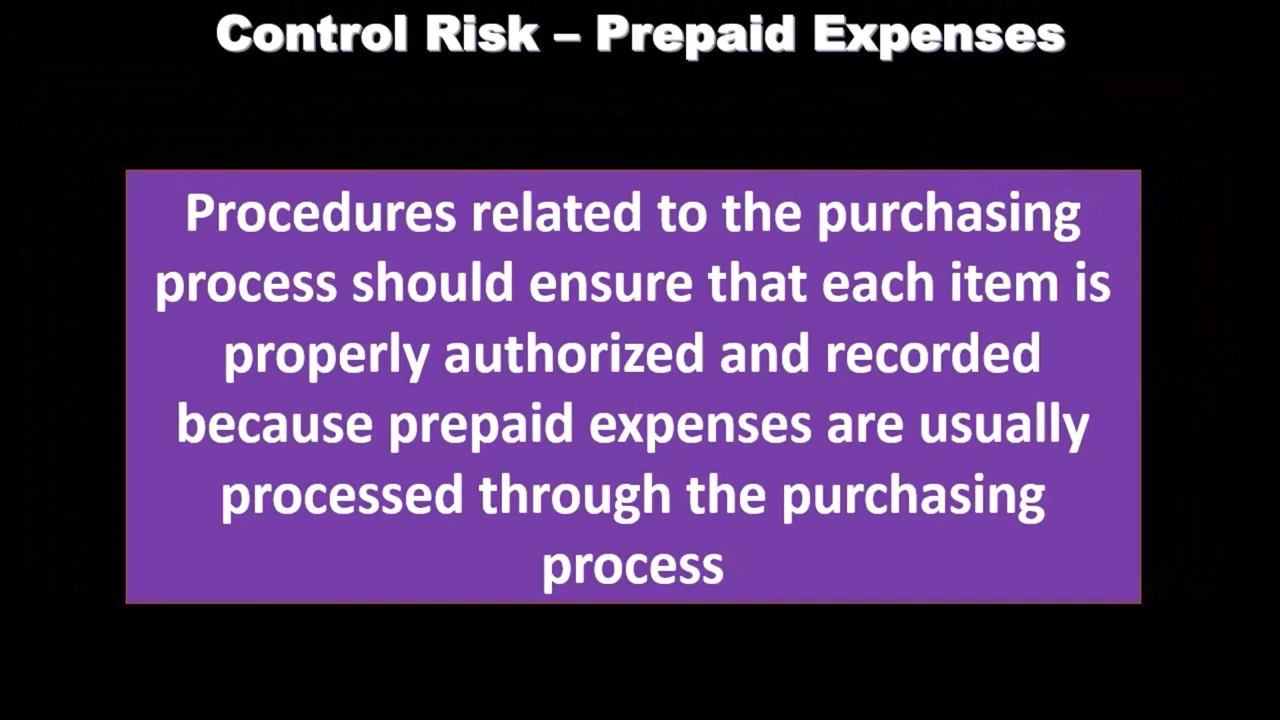 Control Risk – Prepaid Expenses
Procedures related to the purchasing
process should ensure that each item is
properly authorized and recorded
because prepaid expenses are usually
processed through the purchasing
process